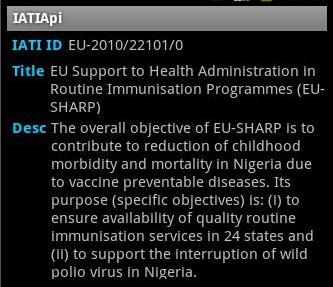 IATIApi
IATI ID EU-2010/22101/0
Title EU Support to Health Administration in
Routine Immunisation Programmes (EU-
SHARP)
Desc The overall objective of EU-SHARP is to
contribute to reduction of childhood
morbidity and mortality in Nigeria due
to vaccine preventable diseases. Its
purpose (specific objectives) is: (i) to
ensure availability of quality routine
immunisation services in 24 states and
(ii) to support the interruption of wild
polio virus in Nigeria.